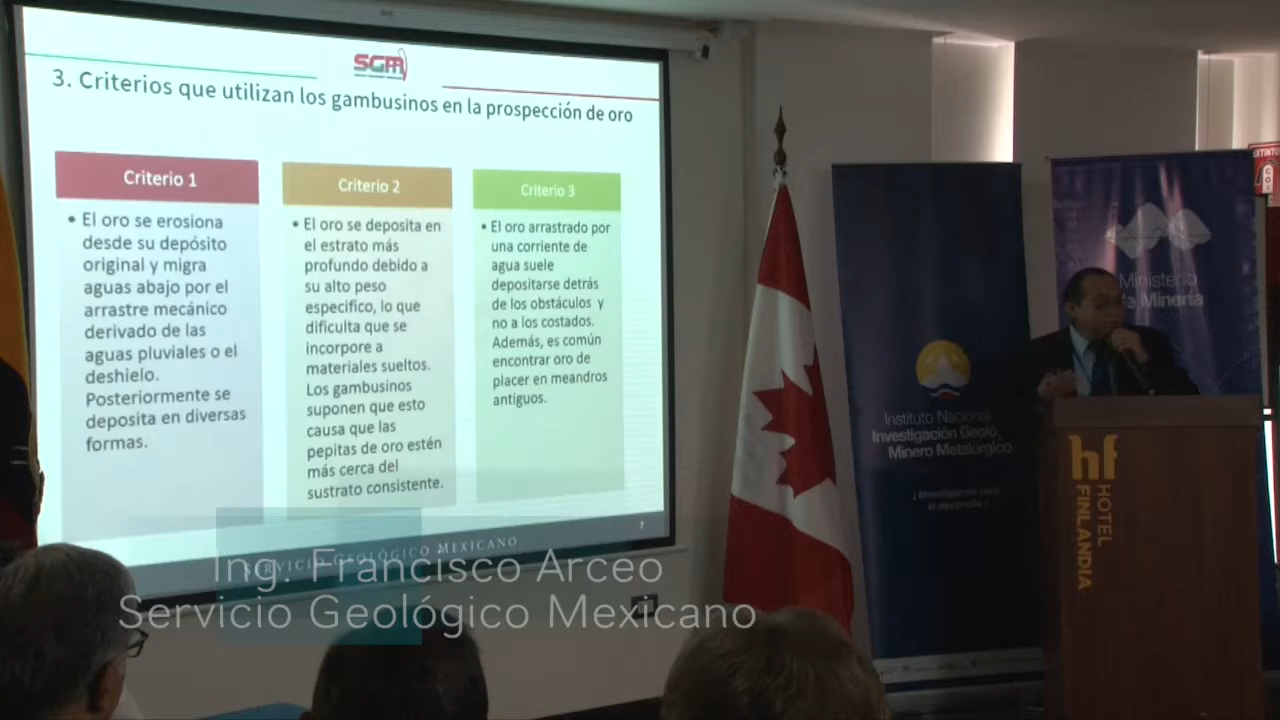 SGM
3. Criterios que utilizan los gambusinos en la prospección de oro
Criterio 1
• El oro se erosiona
desde su depósito
original y migra
aguas abajo por el
arrastre mecánico
derivado de las
aguas pluviales o el
deshielo.
Posteriormente se
deposita en diversas
formas.
Criterio 2
• El oro se deposita en
el estrato más
profundo debido a
su alto peso
especifico, lo que
dificulta que se
incorpore a
materiales sueltos.
Los gambusinos
suponen que esto
causa que las
pepitas de oro estén
más cerca del
sustrato consistente.
Criterio 3
• El oro arrastrado por
una corriente de
agua suele
depositarse detrás
de los obstáculos y
no a los costados.
Además, es común
encontrar oro de
placer en meandros
antiguos.
7
Servicio Geológico Mexicano
Ing. Francisco Arceo
Servicio Geológico Mexicano
Instituto Nacional
Investigación Geoló
Minero Metalúrgico
Ministerio
de Minería
EXTINTO
CO
hf
HOTEL
FINLANDIA